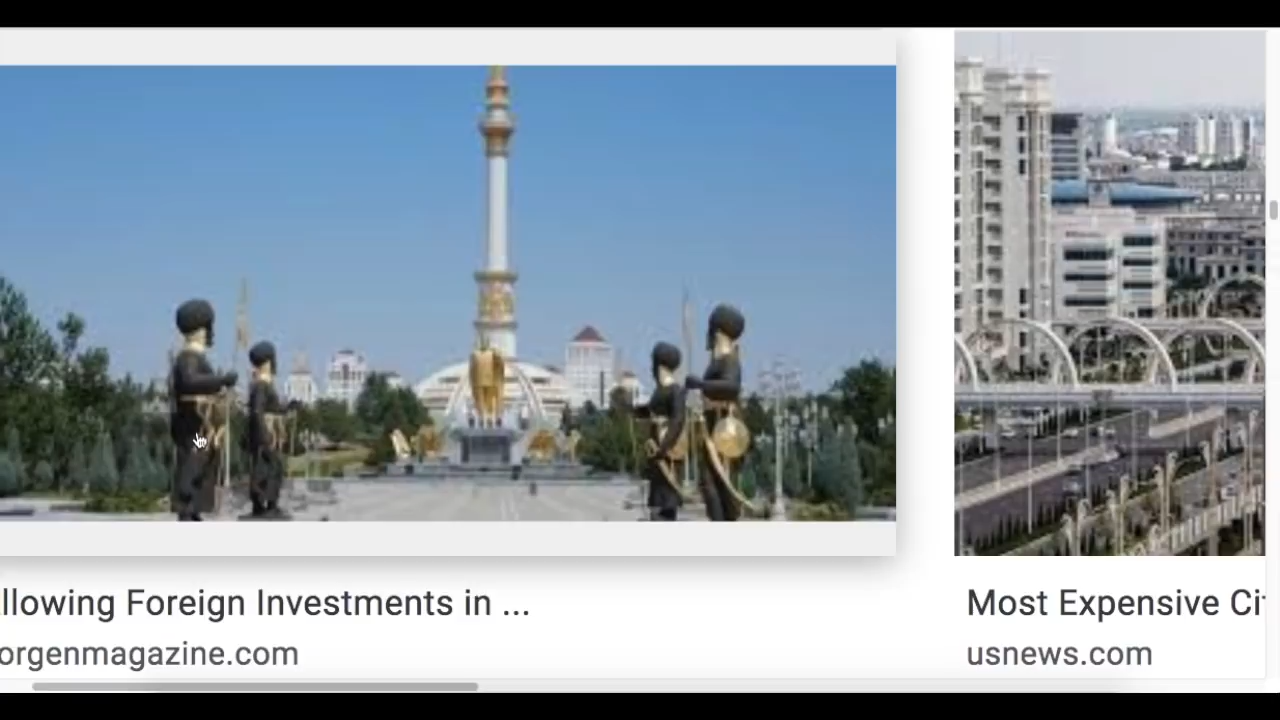 llowing Foreign Investments in ...
orgenmagazine.com
Most Expensive Ci
usnews.com